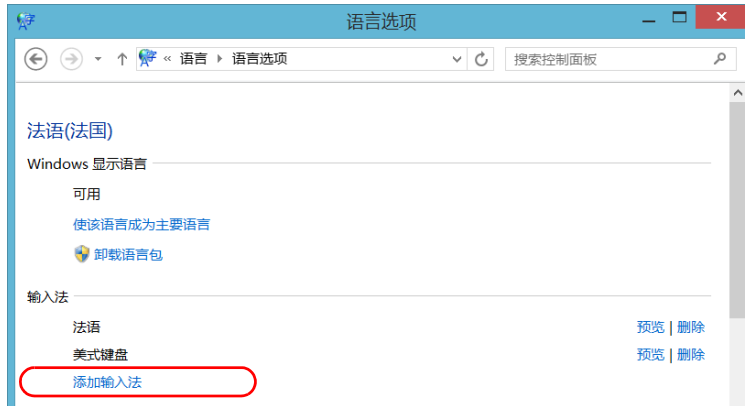 语言选项
« 语言 ▸ 语言选项
搜索控制面板
法语(法国)
Windows 显示语言
可用
使该语言成为主要语言
卸载语言包
输入法
法语 预览 | 删除
美式键盘 预览 | 删除
添加输入法